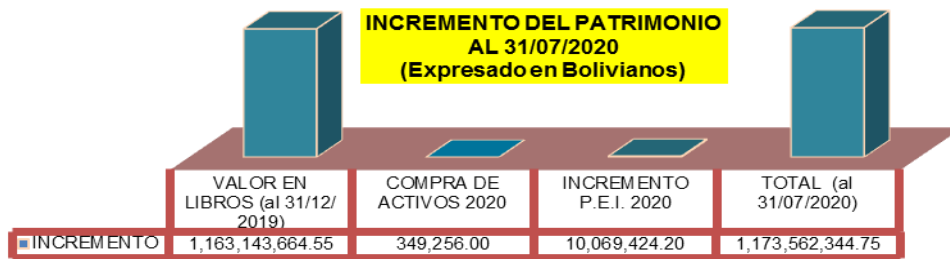 INCREMENTO DEL PATRIMONIO
AL 31/07/2020
(Expresado en Bolivianos)
VALOR EN
LIBROS (al 31/12/
2019)
COMPRA DE
ACTIVOS 2020
INCREMENTO
P.E.I. 2020
TOTAL (al
31/07/2020)
INCREMENTO 1,163,143,664.55 349,256.00 10,069,424.20 1,173,562,344.75